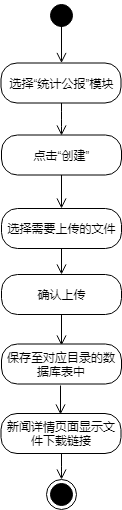 选择“统计公报”模块
点击“创建”
选择需要上传的文件
确认上传
保存至对应目录的数
据库表中
新闻详情页面显示文
件下载链接